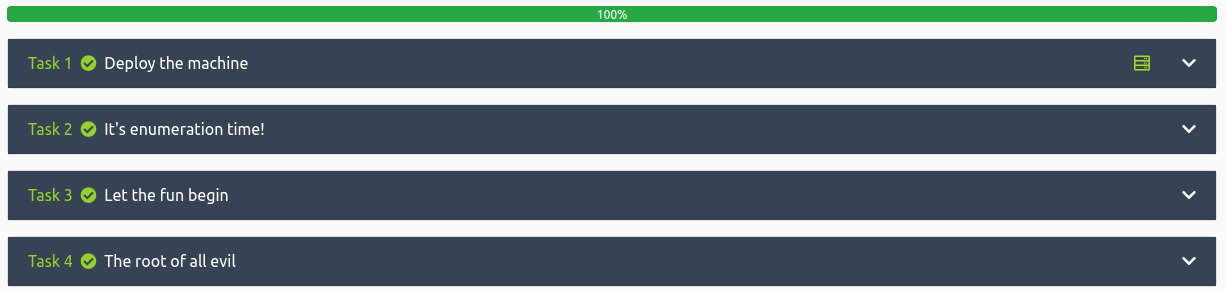 100%
Task 1 Deploy the machine
Task 2 It's enumeration time!
Task 3 Let the fun begin
Task 4 The root of all evil